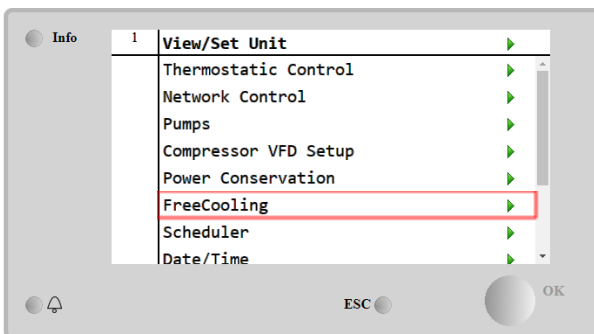 Info
1 View/Set Unit
Thermostatic Control
Network Control
Pumps
Compressor VFD Setup
Power Conservation
FreeCooling
Scheduler
Date/Time
ESC
OK